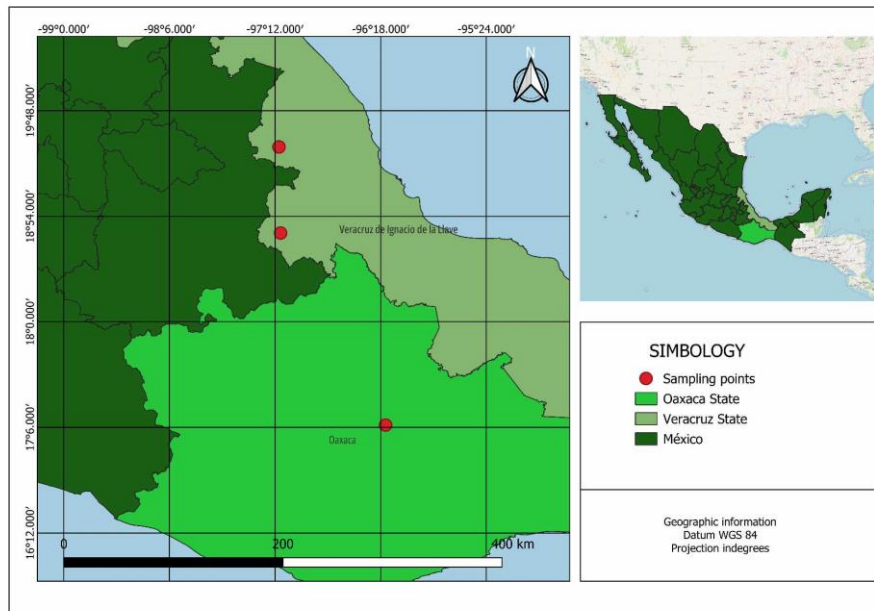 -99°0.000' -98°6.000' -97°12.000' -96°18.000' -95°24.000'
N
19°48.000'
18°54.000'
Veracruz de Ignacio de la Llave
18°0.000'
17°6.000'
Oaxaca
16°12.000'
0 200 400 km
SIMBOLOGY
Sampling points
Oaxaca State
Veracruz State
México
Geographic information
Datum WGS 84
Projection indegrees